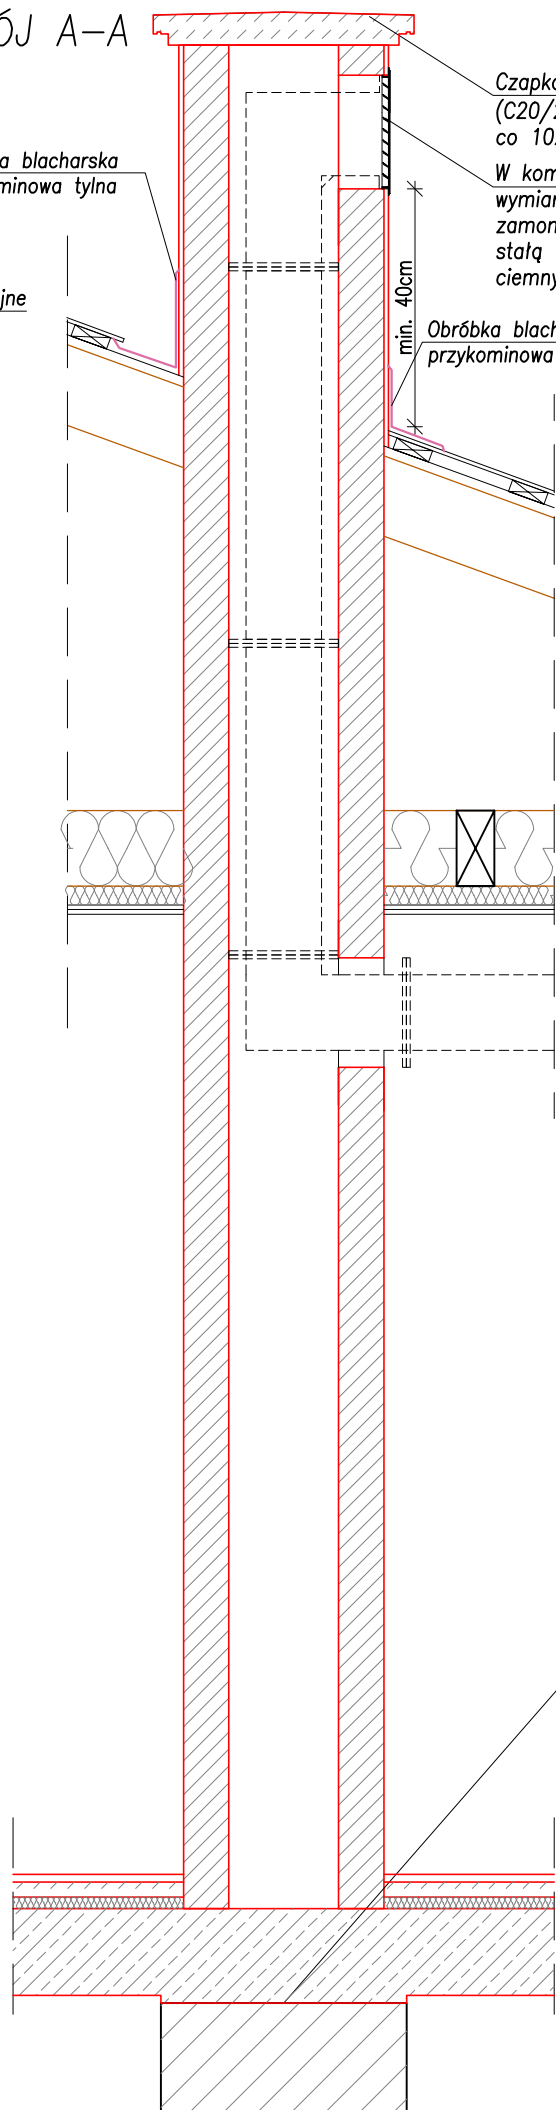 ÓJ A-A
Czapka
(C20/2
co 10
W kom
wymiar
zamon
stałą
ciemny
a blacharska
minowa tylna
jne
min. 40cm
Obróbka blach
przykominowa